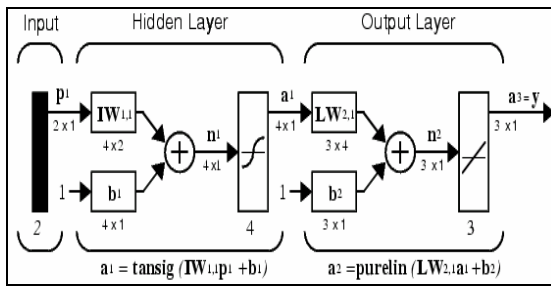 Input Hidden Layer Output Layer
p1 a1 a3 = y
IW1,1 LW2,1
2 x 1 n1 4 x 1 n2 3 x 1
4 x 2 4 x 1 3 x 4 3 x 1
1 b1 1 b2
2 4 x 1 4 3 x 1 3
a1 = tansig (IW1,1p1 +b1) a2 =purelin (LW2,1a1 +b2)